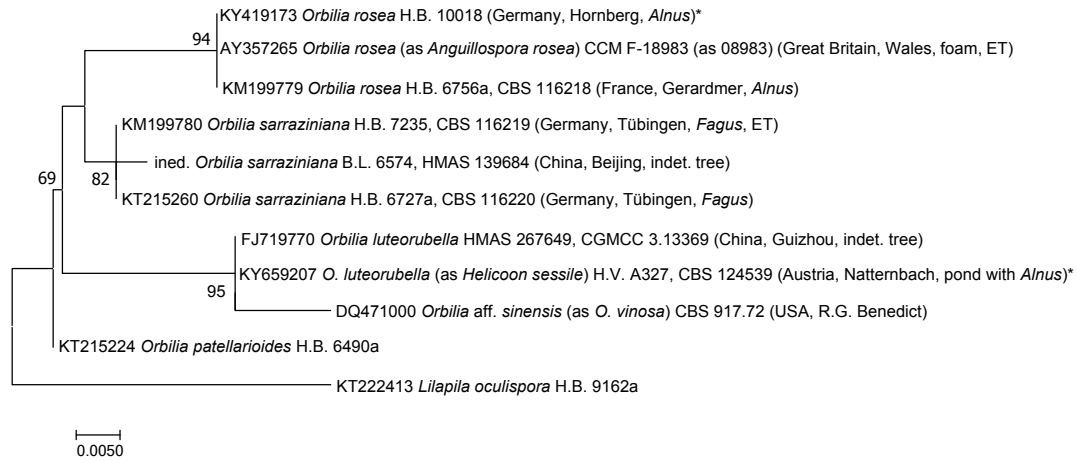 KY419173 Orbilia rosea H.B. 10018 (Germany, Hornberg, Alnus)*
94
AY357265 Orbilia rosea (as Anguillospora rosea) CCM F-18983 (as 08983) (Great Britain, Wales, foam, ET)
KM199779 Orbilia rosea H.B. 6756a, CBS 116218 (France, Gerardmer, Alnus)
KM199780 Orbilia sarraziniana H.B. 7235, CBS 116219 (Germany, Tübingen, Fagus, ET)
ined. Orbilia sarraziniana B.L. 6574, HMAS 139684 (China, Beijing, indet. tree)
69
82
KT215260 Orbilia sarraziniana H.B. 6727a, CBS 116220 (Germany, Tübingen, Fagus)
FJ719770 Orbilia luteorubella HMAS 267649, CGMCC 3.13369 (China, Guizhou, indet. tree)
KY659207 O. luteorubella (as Helicoon sessile) H.V. A327, CBS 124539 (Austria, Natternbach, pond with Alnus)*
95
DQ471000 Orbilia aff. sinensis (as O. vinosa) CBS 917.72 (USA, R.G. Benedict)
KT215224 Orbilia patellarioides H.B. 6490a
KT222413 Lilapila oculispora H.B. 9162a
0.0050